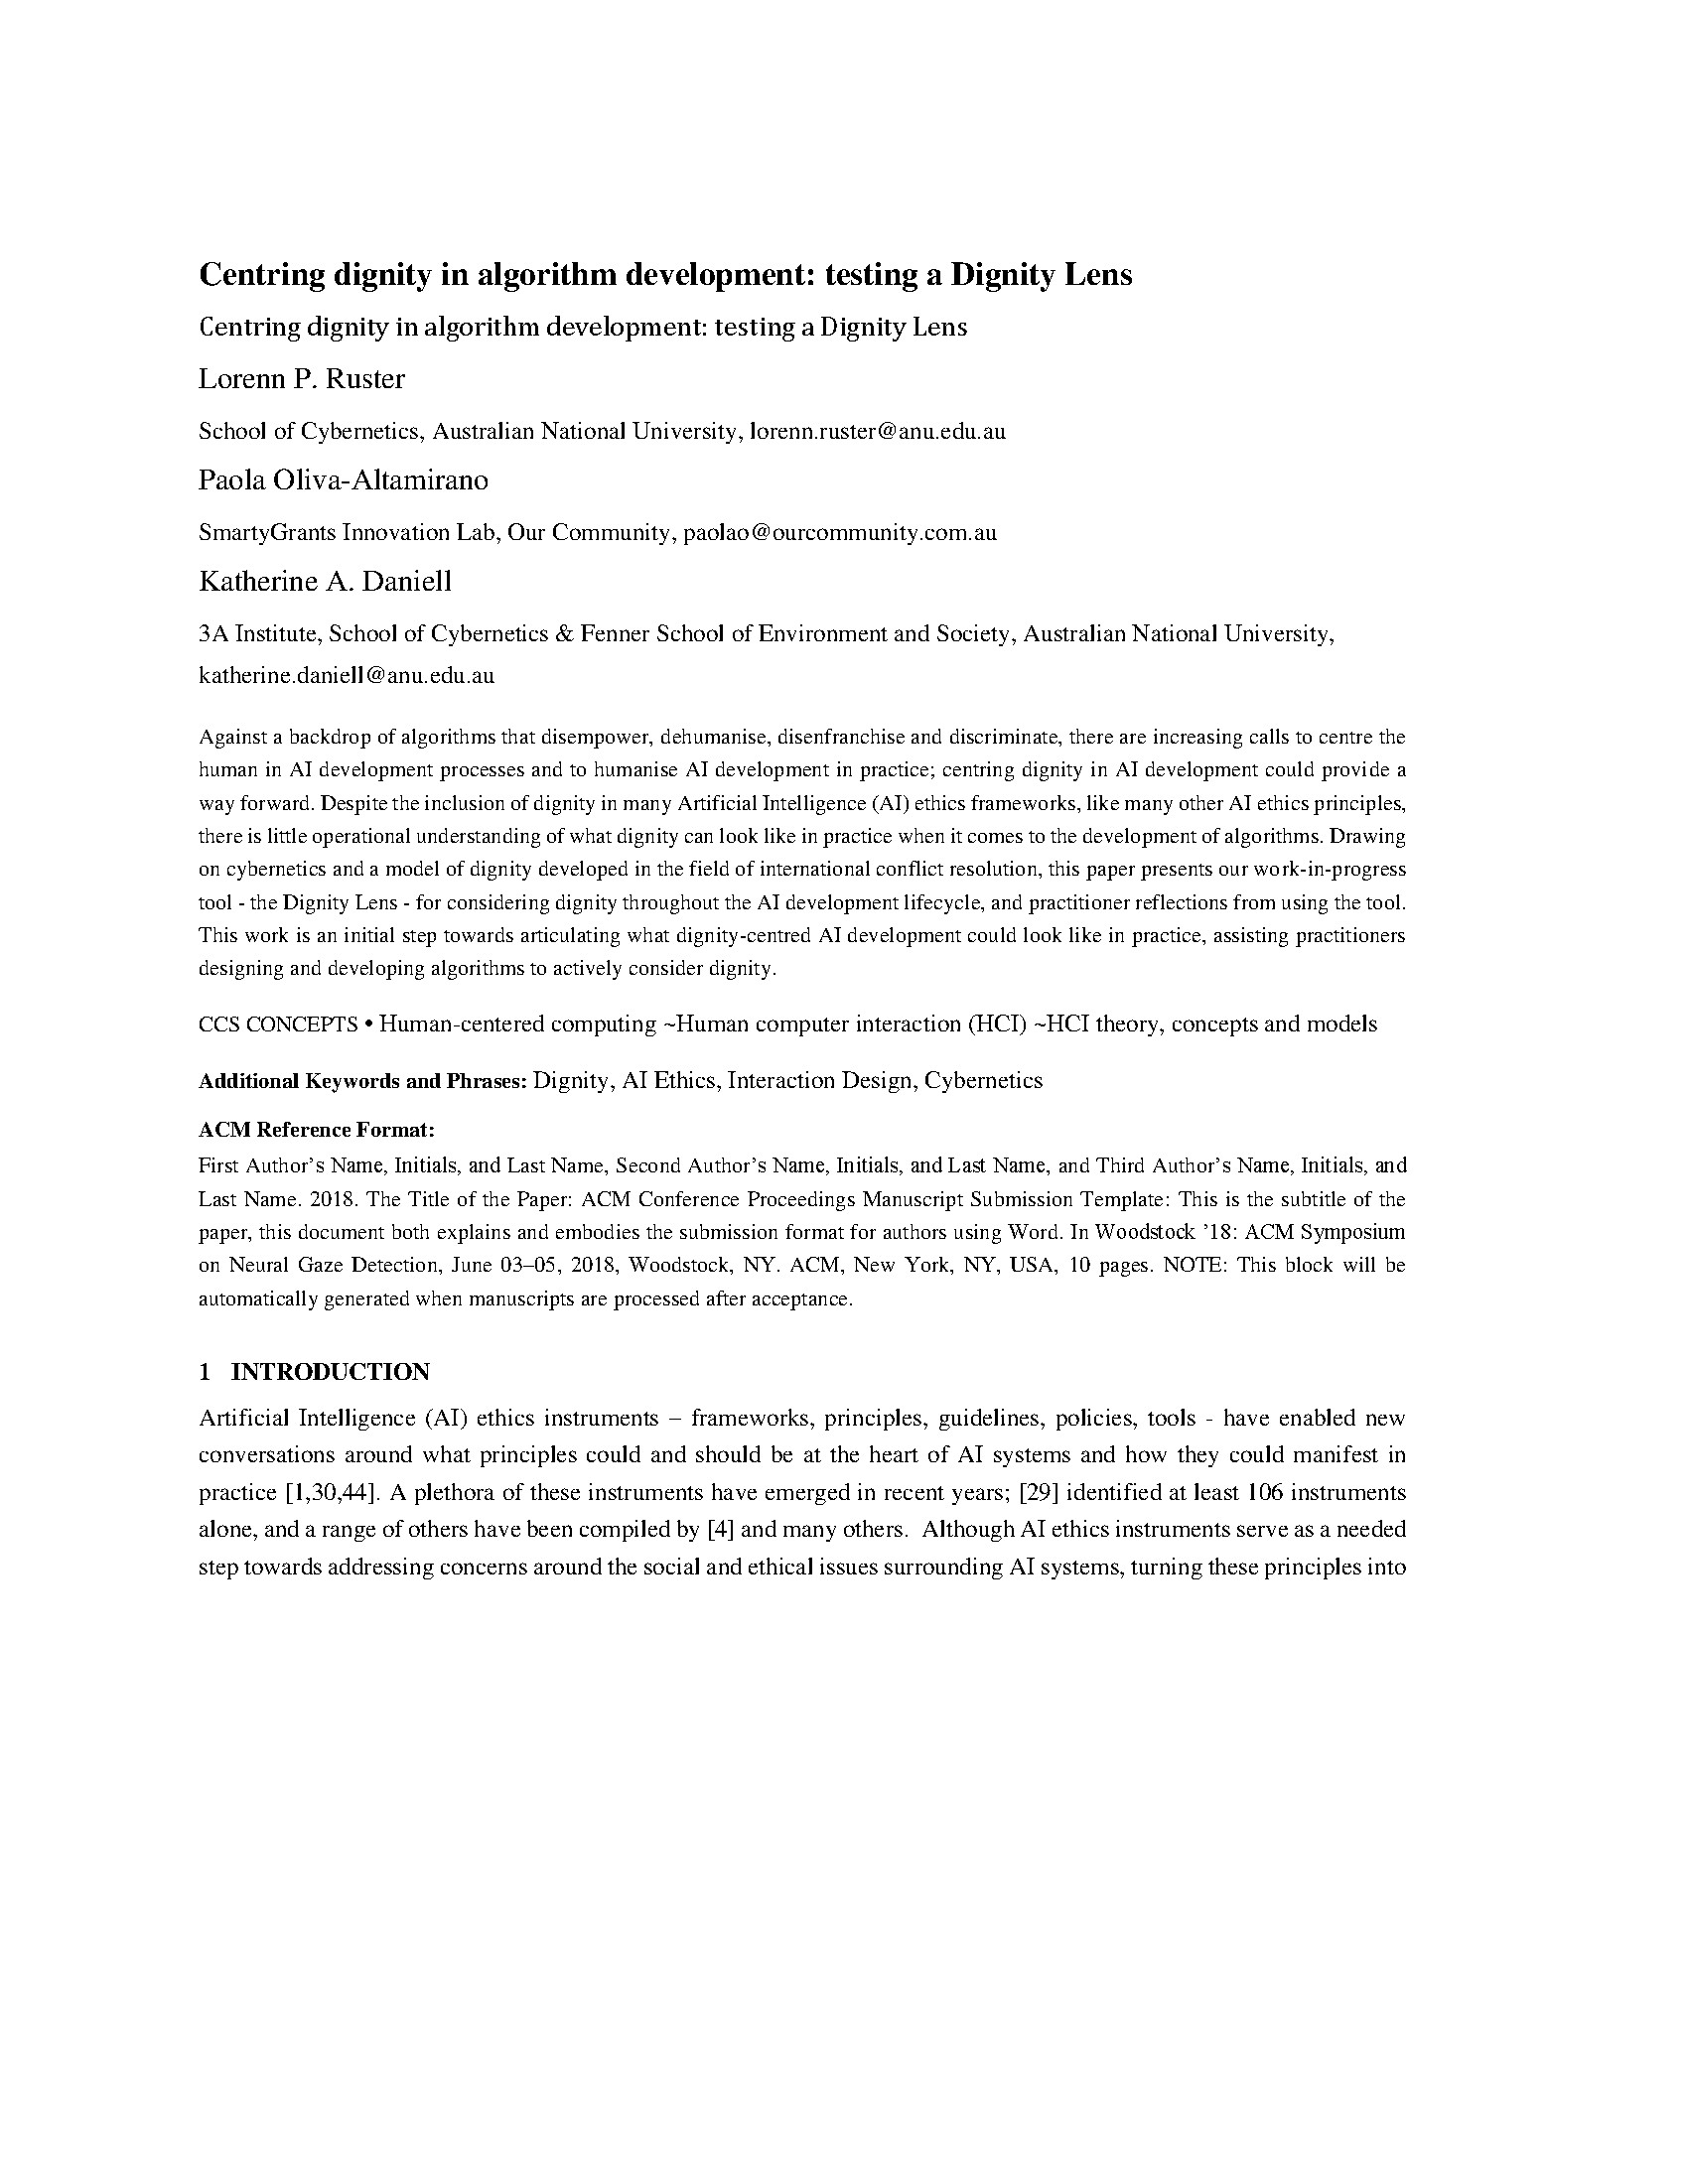 Centring dignity in algorithm development: testing a Dignity Lens
Centring dignity in algorithm development: testing a Dignity Lens
Lorenn P. Ruster
School of Cybernetics, Australian National University, lorenn.ruster@anu.edu.au
Paola Oliva-Altamirano
SmartyGrants Innovation Lab, Our Community, paolao@ourcommunity.com.au
Katherine A. Daniell
3A Institute, School of Cybernetics & Fenner School of Environment and Society, Australian National University,
katherine.daniell@anu.edu.au
Against a backdrop of algorithms that disempower, dehumanise, disenfranchise and discriminate, there are increasing calls to centre the
human in AI development processes and to humanise AI development in practice; centring dignity in AI development could provide a
way forward. Despite the inclusion of dignity in many Artificial Intelligence (AI) ethics frameworks, like many other AI ethics principles,
there is little operational understanding of what dignity can look like in practice when it comes to the development of algorithms. Drawing
on cybernetics and a model of dignity developed in the field of international conflict resolution, this paper presents our work-in-progress
tool - the Dignity Lens - for considering dignity throughout the AI development lifecycle, and practitioner reflections from using the tool.
This work is an initial step towards articulating what dignity-centred AI development could look like in practice, assisting practitioners
designing and developing algorithms to actively consider dignity.
CCS CONCEPTS • Human-centered computing ~Human computer interaction (HCI) ~HCI theory, concepts and models
Additional Keywords and Phrases: Dignity, AI Ethics, Interaction Design, Cybernetics
ACM Reference Format:
First Author’s Name, Initials, and Last Name, Second Author’s Name, Initials, and Last Name, and Third Author’s Name, Initials, and
Last Name. 2018. The Title of the Paper: ACM Conference Proceedings Manuscript Submission Template: This is the subtitle of the
paper, this document both explains and embodies the submission format for authors using Word. In Woodstock ’18: ACM Symposium
on Neural Gaze Detection, June 03–05, 2018, Woodstock, NY. ACM, New York, NY, USA, 10 pages. NOTE: This block will be
automatically generated when manuscripts are processed after acceptance.
1 INTRODUCTION
Artificial Intelligence (AI) ethics instruments – frameworks, principles, guidelines, policies, tools - have enabled new
conversations around what principles could and should be at the heart of AI systems and how they could manifest in
practice [1,30,44]. A plethora of these instruments have emerged in recent years; [29] identified at least 106 instruments
alone, and a range of others have been compiled by [4] and many others. Although AI ethics instruments serve as a needed
step towards addressing concerns around the social and ethical issues surrounding AI systems, turning these principles into